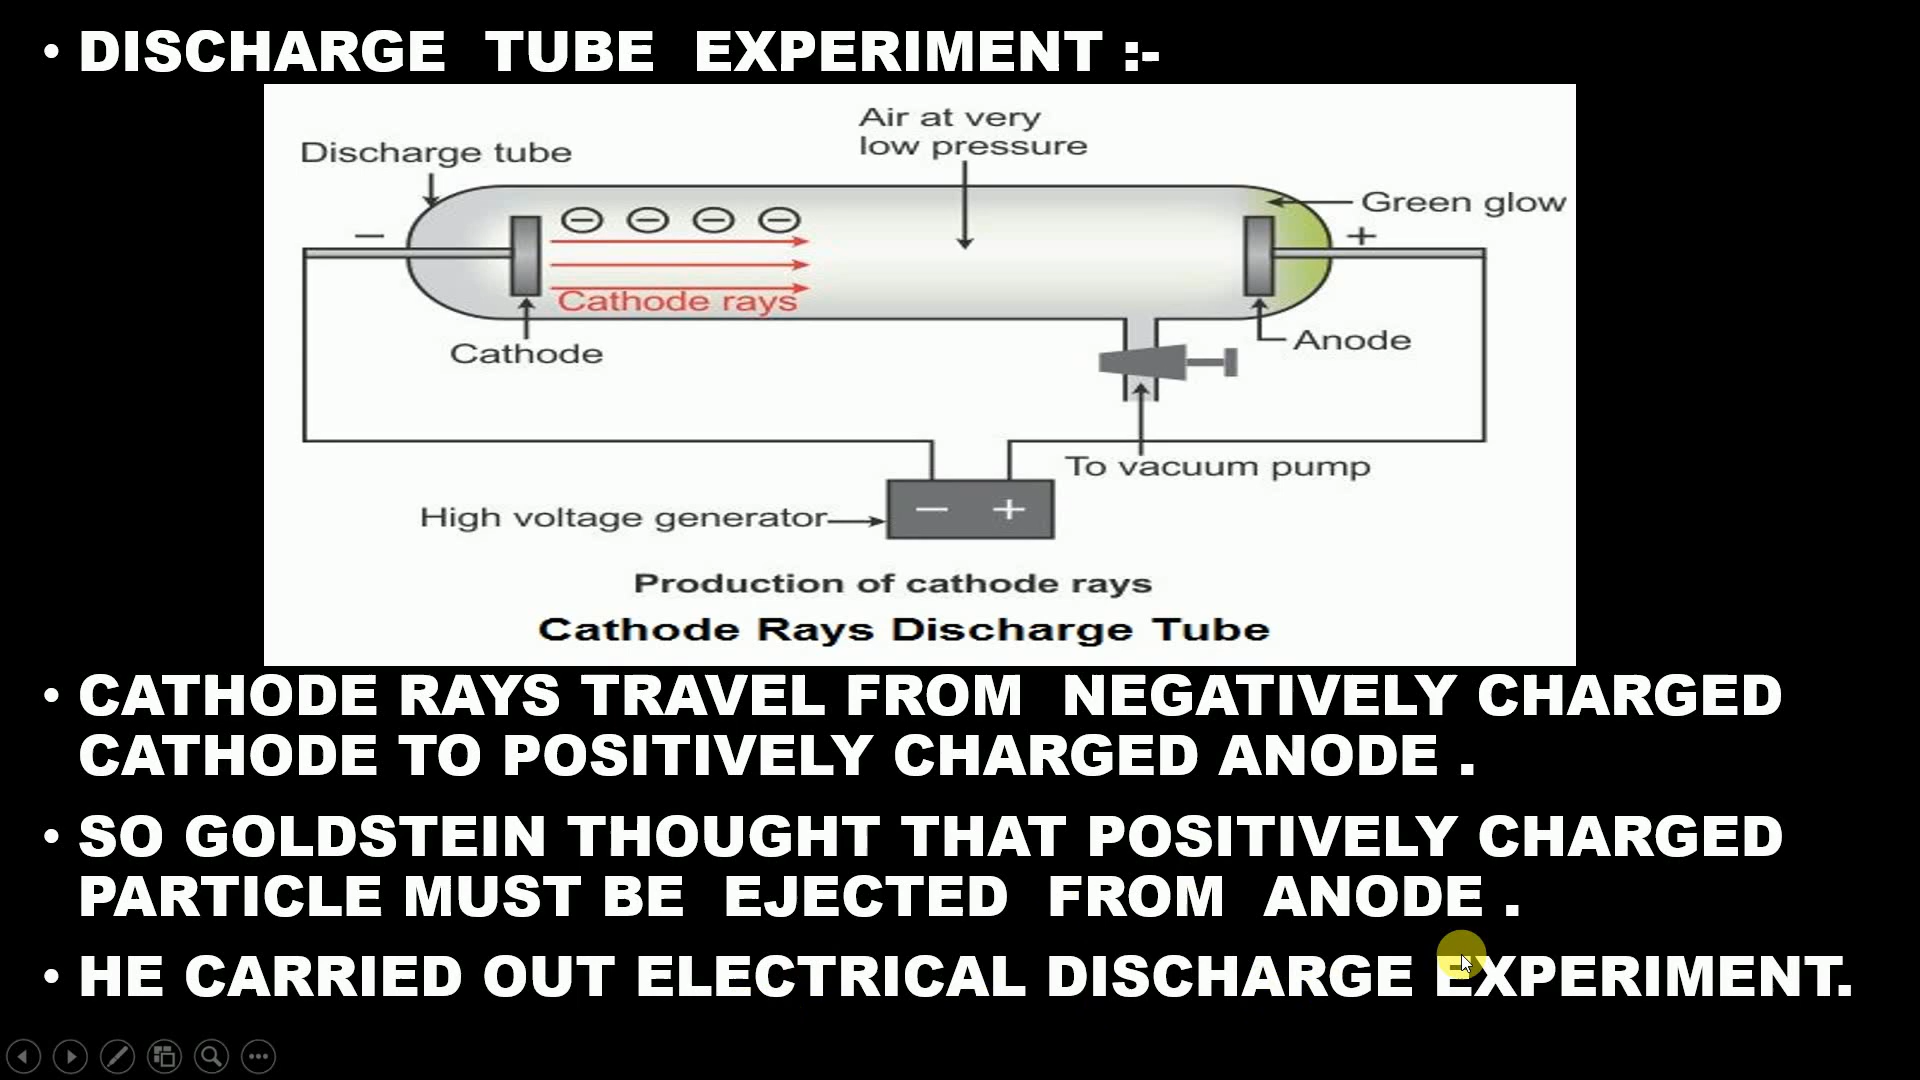 • DISCHARGE TUBE EXPERIMENT :-
Air at very
low pressure
Discharge tube
Green glow
− +
Cathode rays
Cathode
Anode
To vacuum pump
High voltage generator
− +
Production of cathode rays
Cathode Rays Discharge Tube
• CATHODE RAYS TRAVEL FROM NEGATIVELY CHARGED
CATHODE TO POSITIVELY CHARGED ANODE .
• SO GOLDSTEIN THOUGHT THAT POSITIVELY CHARGED
PARTICLE MUST BE EJECTED FROM ANODE .
• HE CARRIED OUT ELECTRICAL DISCHARGE EXPERIMENT.